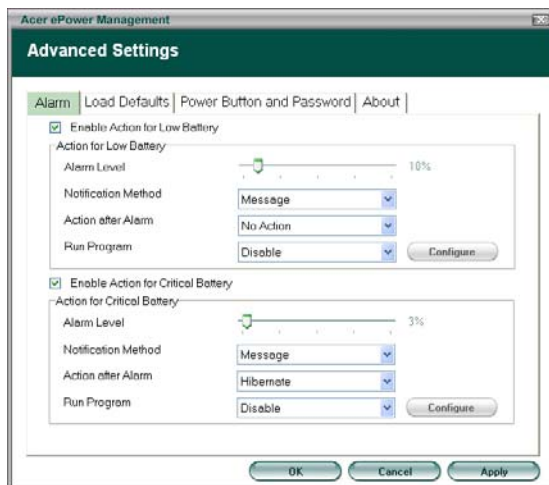 Acer ePower Management
Advanced Settings
Alarm Load Defaults Power Button and Password About
Enable Action for Low Battery
Action for Low Battery
Alarm Level 10%
Notification Method Message
Action after Alarm No Action
Run Program Disable Configure
Enable Action for Critical Battery
Action for Critical Battery
Alarm Level 3%
Notification Method Message
Action after Alarm Hibernate
Run Program Disable Configure
OK Cancel Apply